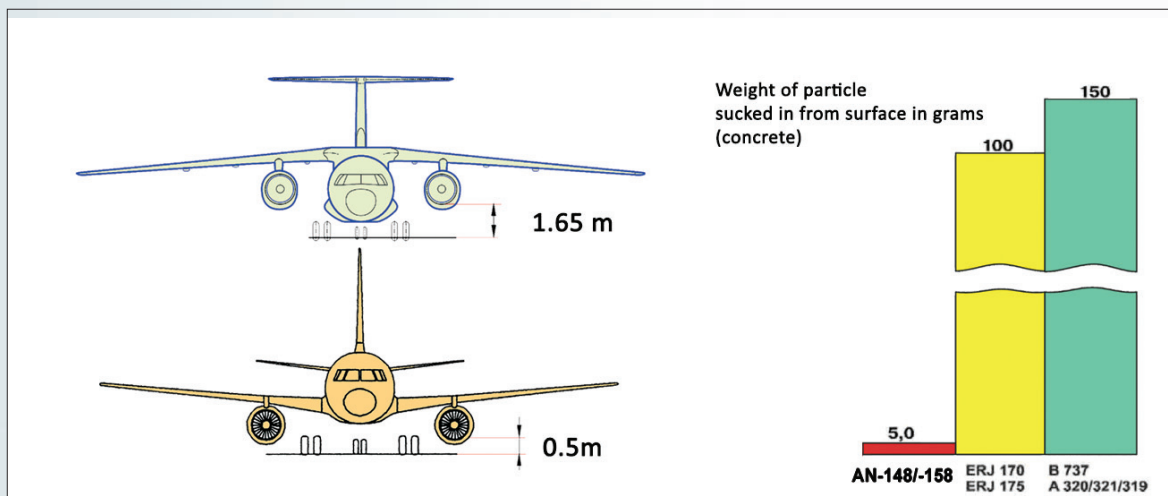 1.65 m
0.5m
Weight of particle
sucked in from surface in grams
(concrete)
150
100
5,0
AN-148/-158
ERJ 170
ERJ 175
B 737
A 320/321/319